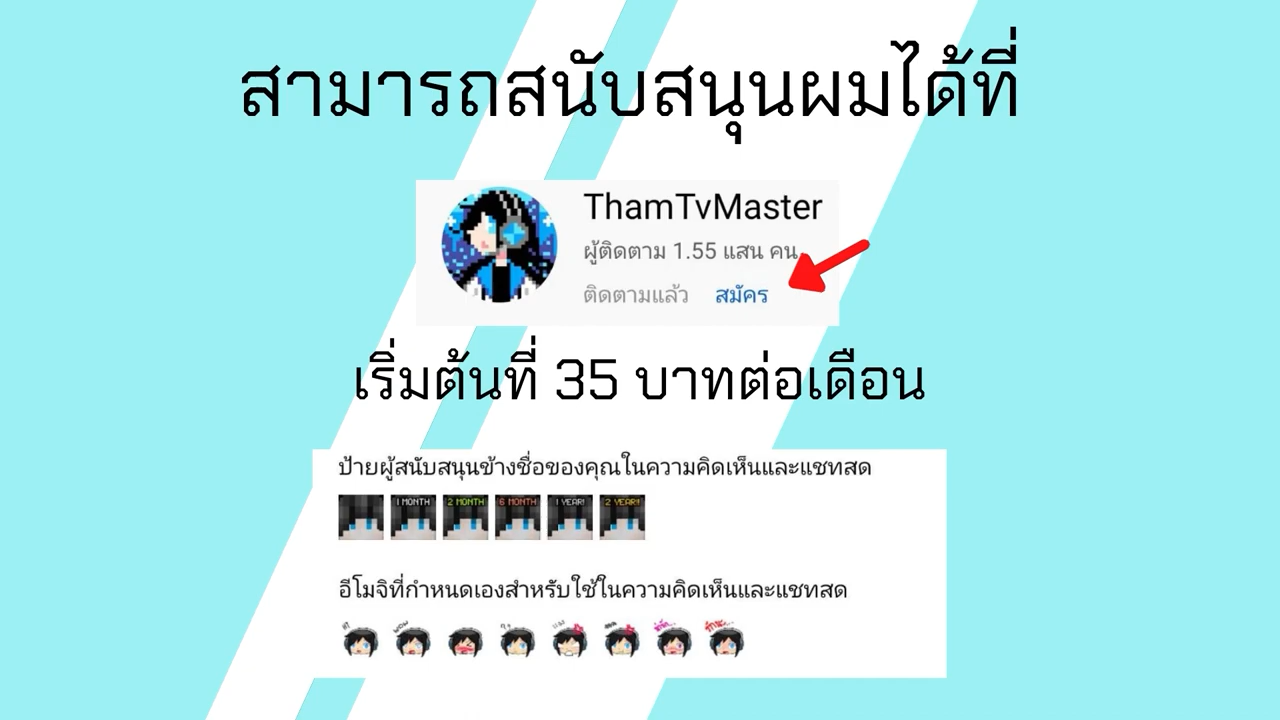 สามารถสนับสนุนผมได้ที่
ThamTvMaster
ผู้ติดตาม 1.55 แสน คน
ติดตามแล้ว สมัคร
เริ่มต้นที่ 35 บาทต่อเดือน
ป้ายผู้สนับสนุนข้างชื่อของคุณในความคิดเห็นและแชทสด
1 MONTH 2 MONTH 6 MONTH 1 YEAR! 2 YEAR!!
อีโมจิที่กำหนดเองสำหรับใช้ในความคิดเห็นและแชทสด